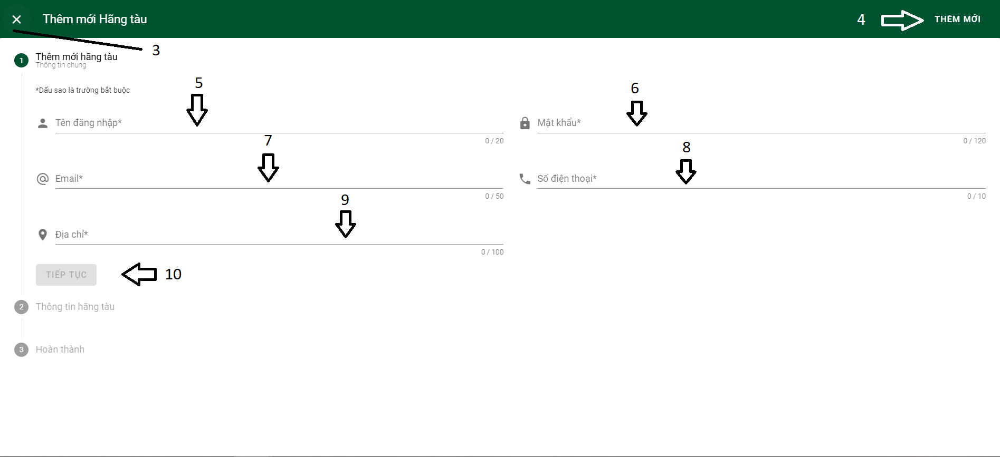 Thêm mới Hãng tàu
4
THÊM MỚI
3
1
Thêm mới hãng tàu
Thông tin chung
*Dấu sao là trường bắt buộc
5
6
Tên đăng nhập*
Mật khẩu*
0 / 20
0 / 120
7
8
Email*
Số điện thoại*
0 / 50
0 / 10
9
Địa chỉ*
0 / 100
TIẾP TỤC
10
2
Thông tin hãng tàu
3
Hoàn thành